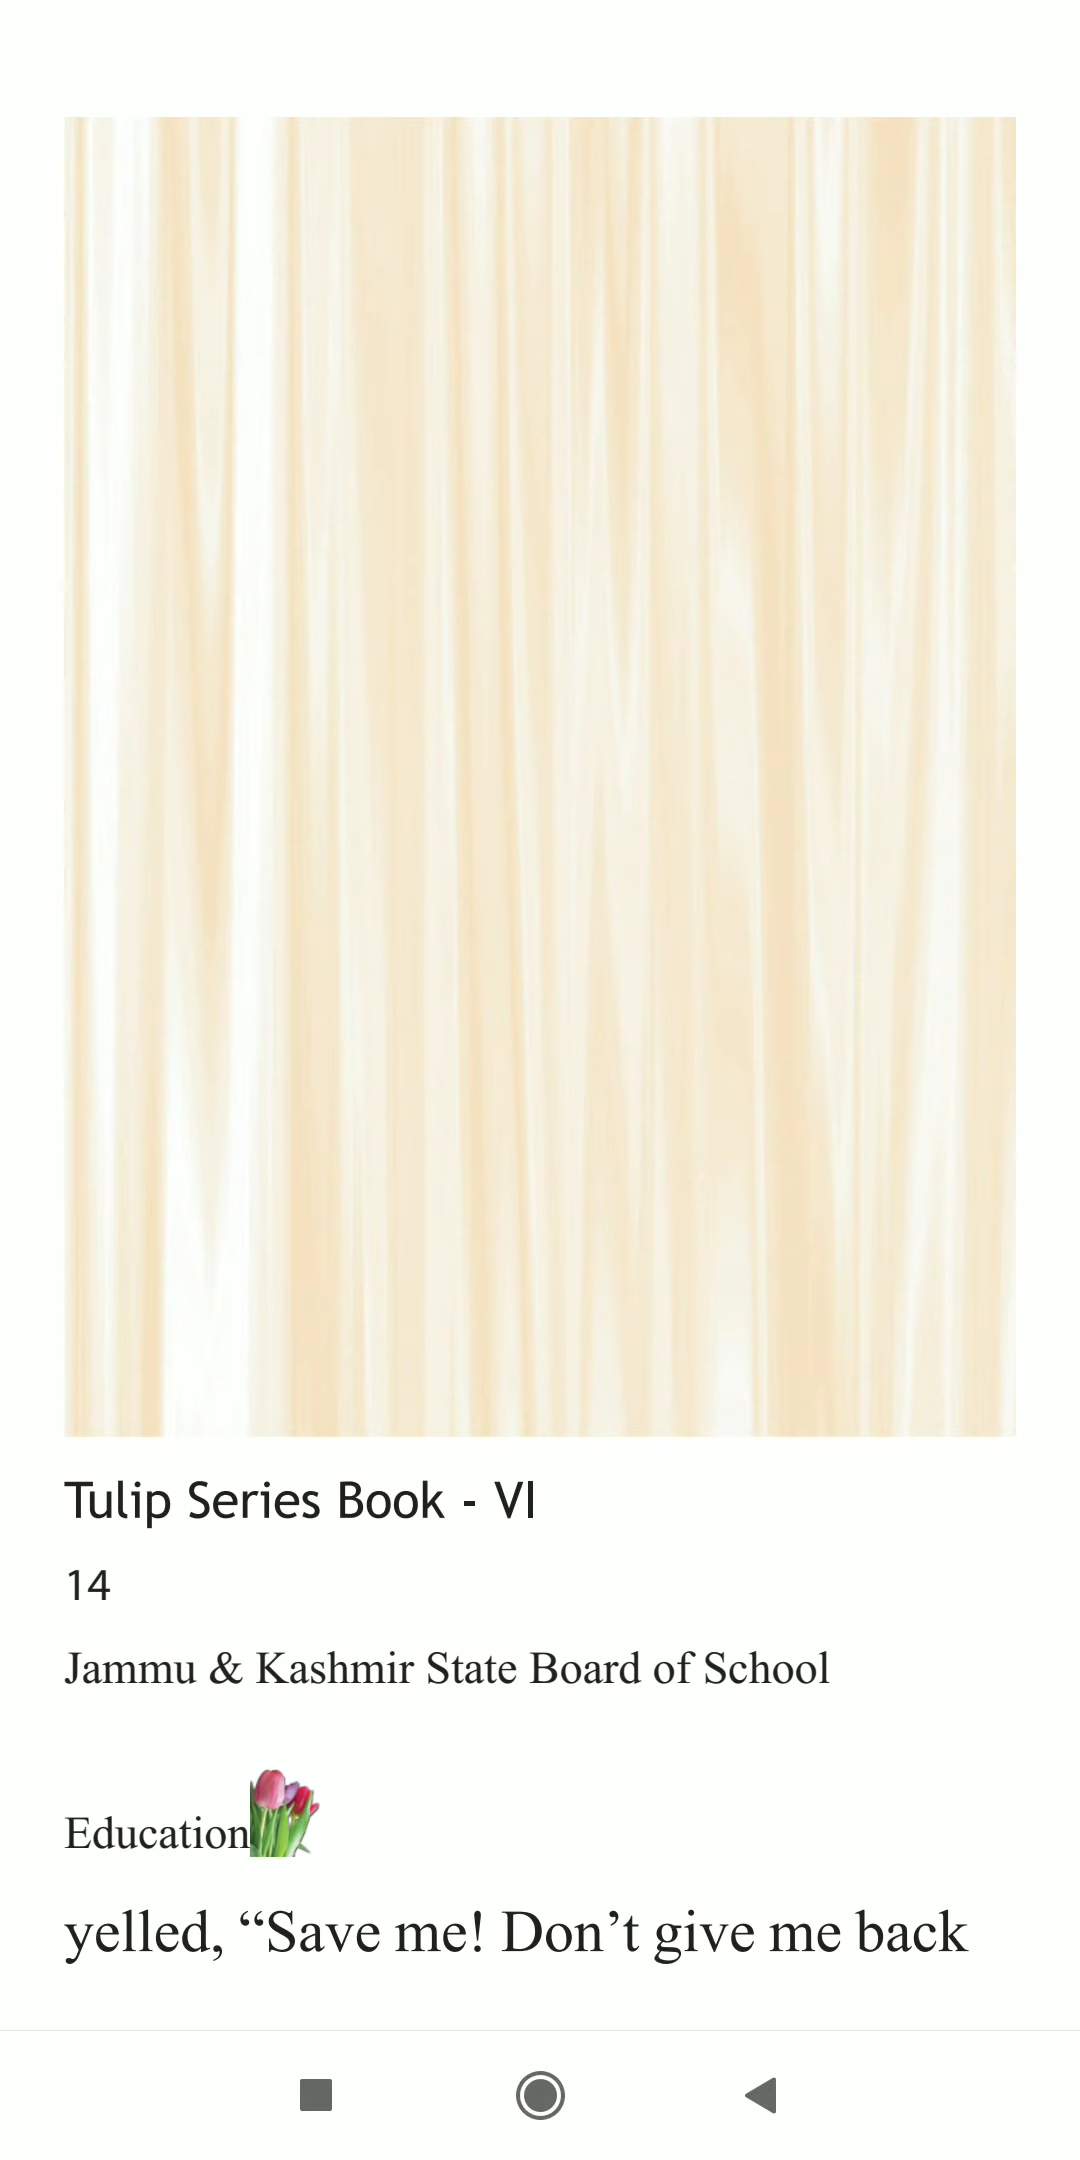 Tulip Series Book - VI
14
Jammu & Kashmir State Board of School
Education
yelled, “Save me! Don’t give me back